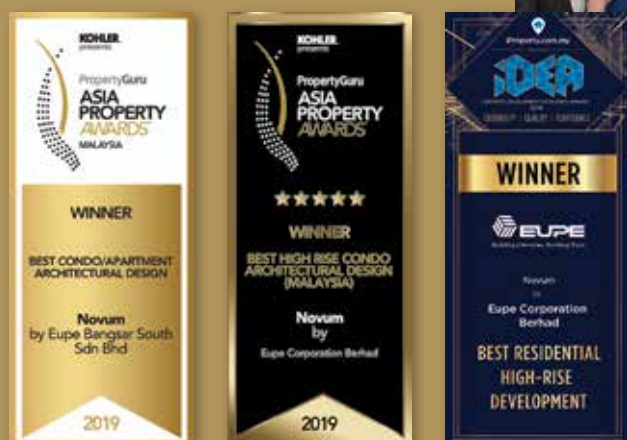 KOHLER
presents
PropertyGuru
ASIA
PROPERTY
AWARDS
MALAYSIA
WINNER
BEST CONDO/APARTMENT
ARCHITECTURAL DESIGN
Novum
by Eupe Bangsar South
Sdn Bhd
2019
KOHLER
presents
PropertyGuru
ASIA
PROPERTY
AWARDS
WINNER
BEST HIGH RISE CONDO
ARCHITECTURAL DESIGN
(MALAYSIA)
Novum
by
Eupe Corporation Berhad
2019
iProperty.com.my
iDEA
WINNER
EUPE
Novum
Eupe Corporation
Berhad
BEST RESIDENTIAL
HIGH-RISE
DEVELOPMENT